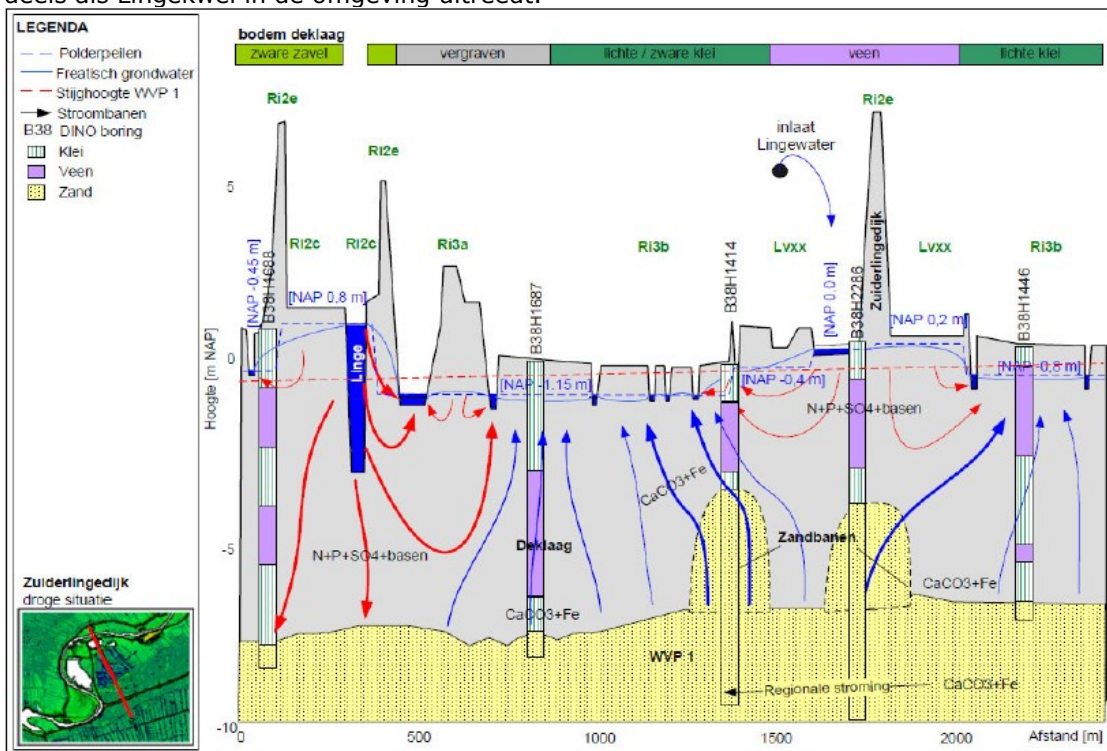 deels als Lingekwel in de omgeving uittreedt.
LEGENDA
Polderpeilen
Freatisch grondwater
Stijghoogte WVP 1
Stroombanen
B38 DINO boring
Klei
Veen
Zand
bodem deklaag
zware zavel
vergraven
lichte / zware klei
veen
lichte klei
Ri2e
Ri2e
Ri2e
inlaat
Lingewater
5
Ri2c
Ri2c
Ri3a
Ri3b
Lvxx
Lvxx
Ri3b
[NAP -0.45 m]
B38H1688
[NAP 0,8 m]
Linge
B38H1687
B38H1414
[NAP 0.0 m]
B38H2286
Zuiderlingedijk
[NAP 0,2 m]
B38H1446
0
[NAP -1.15 m]
[NAP -0,4 m]
[NAP -0,8 m]
Hoogte [m NAP]
N+P+SO4+basen
CaCO3+Fe
-5
N+P+SO4+basen
Deklaag
Zandbanen
CaCO3+Fe
CaCO3+Fe
WVP 1
Regionale stroming
CaCO3+Fe
-10
0
500
1000
1500
2000
Afstand [m]
Zuiderlingedijk
droge situatie